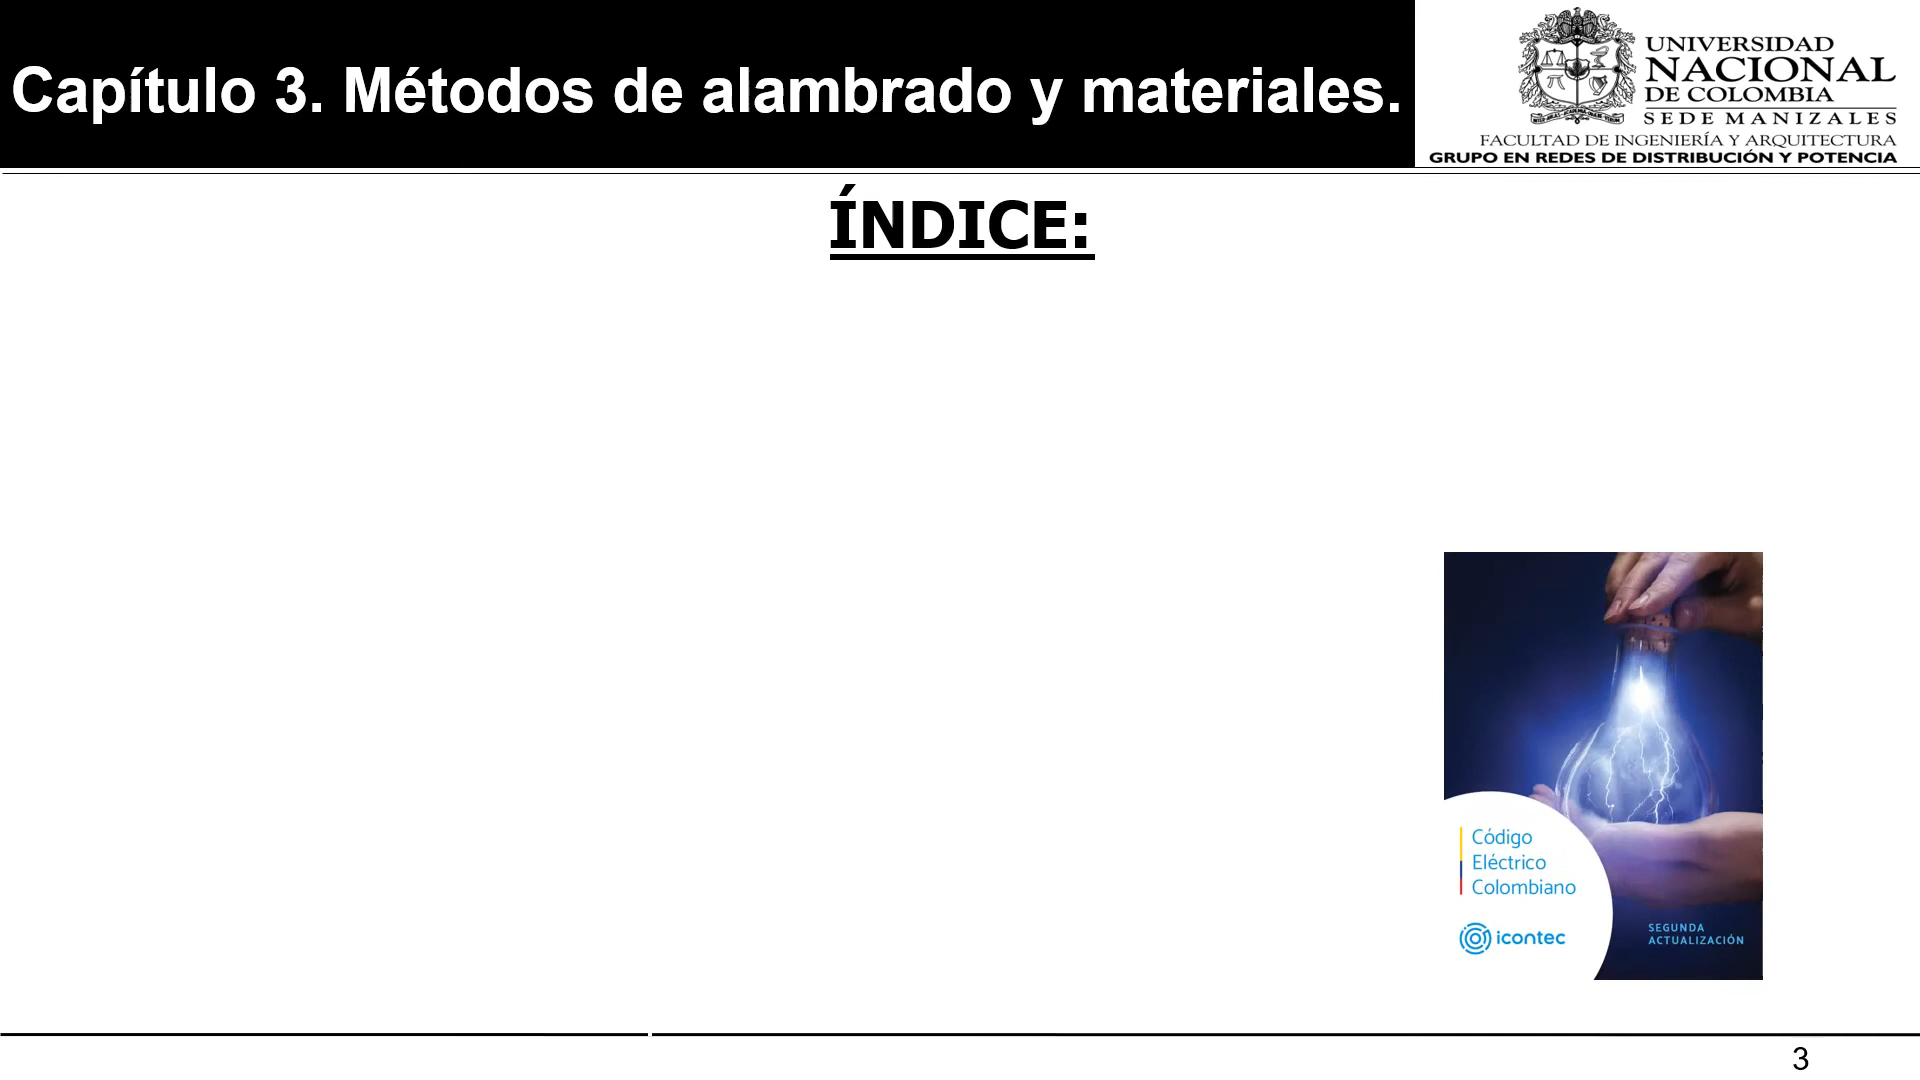 Capítulo 3. Métodos de alambrado y materiales.
UNIVERSIDAD
NACIONAL
DE COLOMBIA
SEDE MANIZALES
FACULTAD DE INGENIERÍA Y ARQUITECTURA
GRUPO EN REDES DE DISTRIBUCIÓN Y POTENCIA
ÍNDICE:
Código
Eléctrico
Colombiano
icontec
SEGUNDA
ACTUALIZACIÓN
3